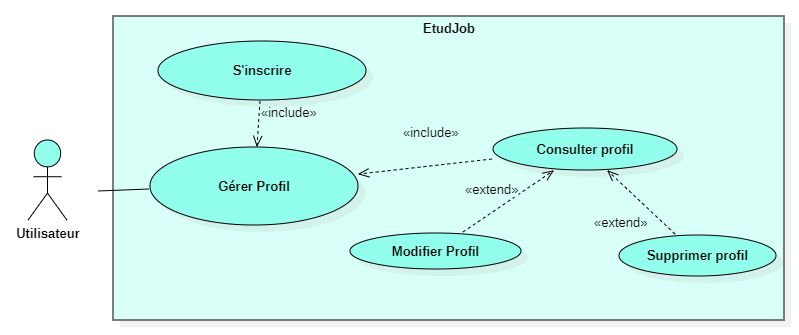 EtudJob
S'inscrire
«include»
«include»
Consulter profil
Gérer Profil
«extend»
Utilisateur
«extend»
Modifier Profil
Supprimer profil